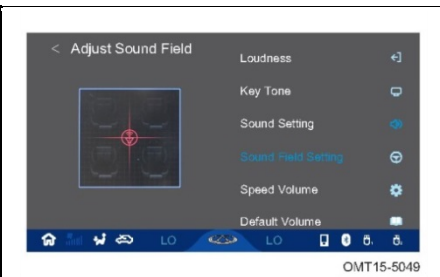 < Adjust Sound Field
Loudness
Key Tone
Sound Setting
Sound Field Setting
Speed Volume
Default Volume
LO
LO
OMT15-5049